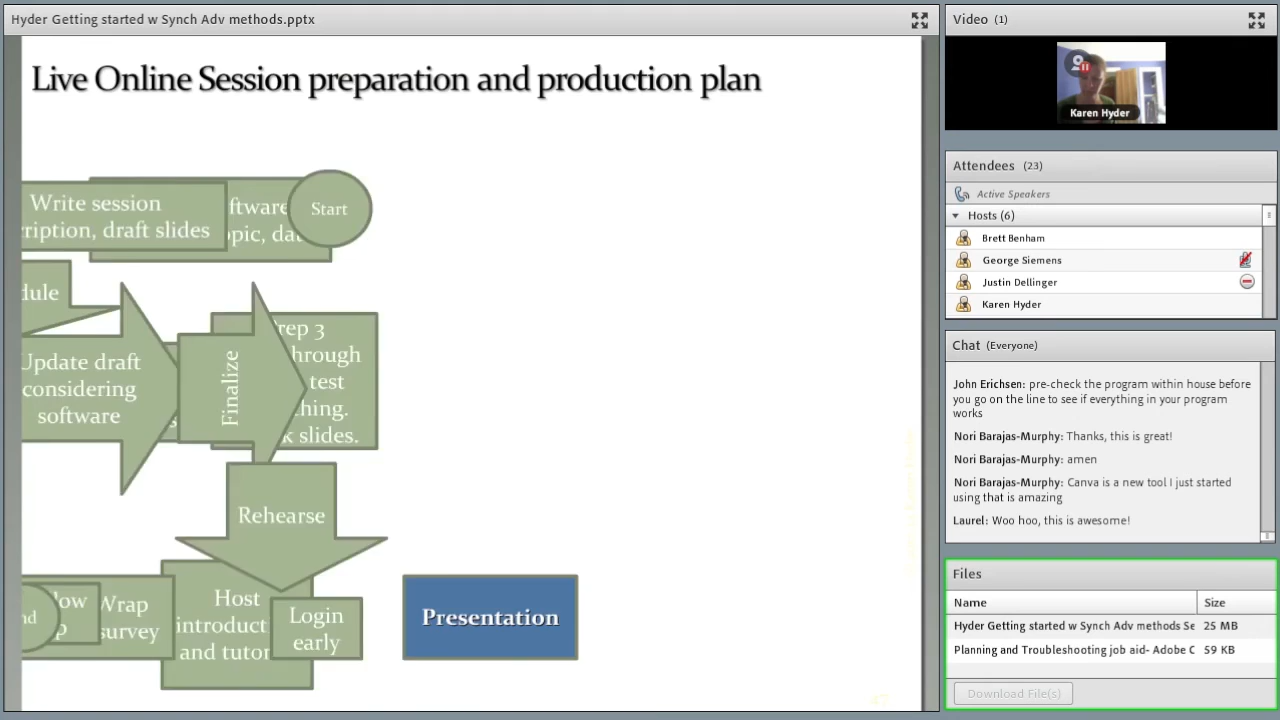 Hyder Getting started w Synch Adv methods.pptx
Live Online Session preparation and production plan
Write session
ription, draft slides
ftware
opic, da
Start
dule
Update draft
considering
software
Finalize
rep 3
hrough
test
hing.
k slides.
Rehearse
nd
low
p
Wrap
survey
Host
introduct
and tutor
Login
early
Presentation
47
Video (1)
Karen Hyder
Attendees (23)
Active Speakers
Hosts (6)
Brett Benham
George Siemens
Justin Dellinger
Karen Hyder
Chat (Everyone)
John Erichsen: pre-check the program within house before
you go on the line to see if everything in your program
works
Nori Barajas-Murphy: Thanks, this is great!
Nori Barajas-Murphy: amen
Nori Barajas-Murphy: Canva is a new tool I just started
using that is amazing
Laurel: Woo hoo, this is awesome!
Files
Name Size
Hyder Getting started w Synch Adv methods Se 25 MB
Planning and Troubleshooting job aid- Adobe C 59 KB
Download File(s)